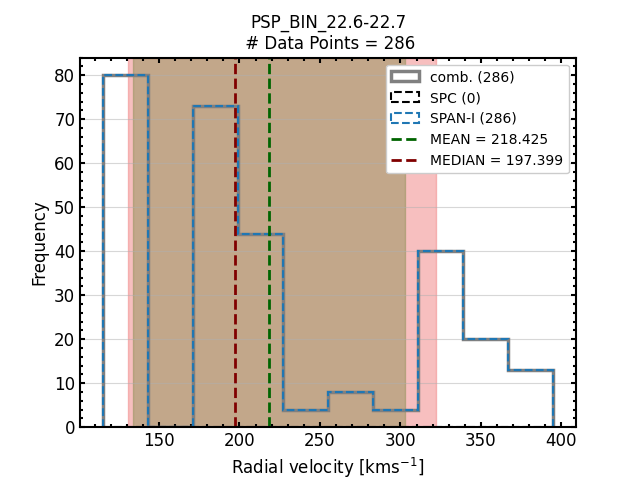 PSP_BIN_22.6-22.7
# Data Points = 286
comb. (286)
SPC (0)
SPAN-I (286)
MEAN = 218.425
MEDIAN = 197.399
Frequency
80
70
60
50
40
30
20
10
0
150 200 250 300 350 400
Radial velocity [kms⁻¹]